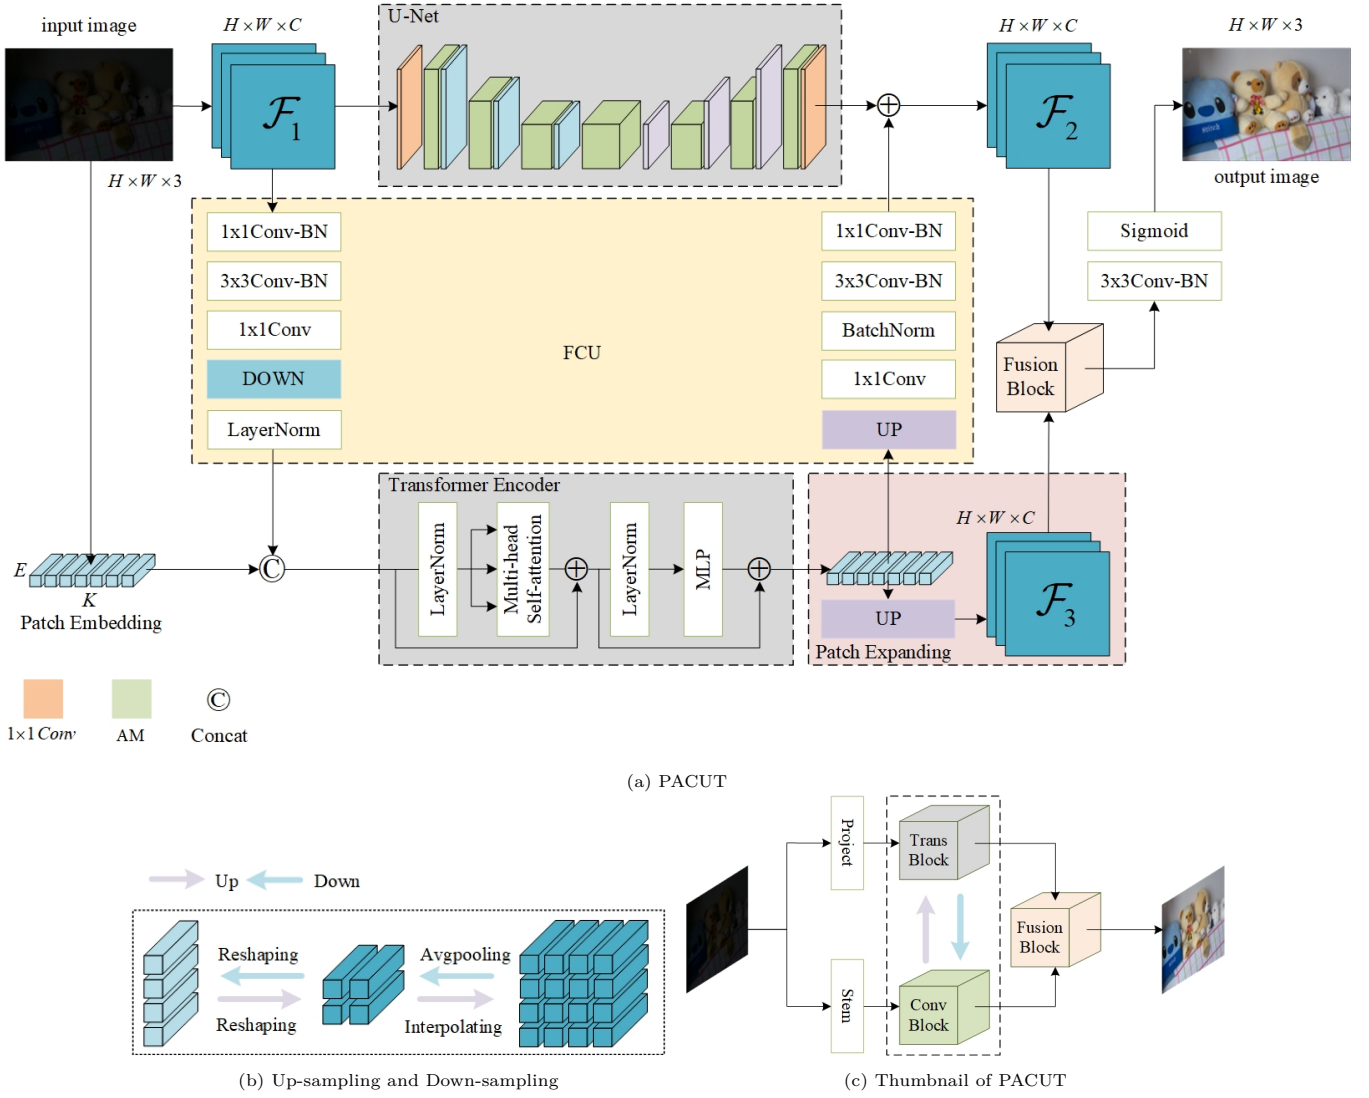 input image
H×W×C
U-Net
H×W×C
H×W×3
F1
F2
H×W×3
output image
1x1Conv-BN
3x3Conv-BN
1x1Conv
DOWN
LayerNorm
FCU
1x1Conv-BN
3x3Conv-BN
BatchNorm
1x1Conv
UP
Sigmoid
3x3Conv-BN
Fusion
Block
Transformer Encoder
LayerNorm
Multi-head
Self-attention
LayerNorm
MLP
H×W×C
F3
UP
Patch Expanding
E
K
Patch Embedding
C
1×1Conv
AM
©
Concat
(a) PACUT
Up
Down
Reshaping
Reshaping
Avgpooling
Interpolating
(b) Up-sampling and Down-sampling
Project
Stem
Trans
Block
Conv
Block
Fusion
Block
(c) Thumbnail of PACUT